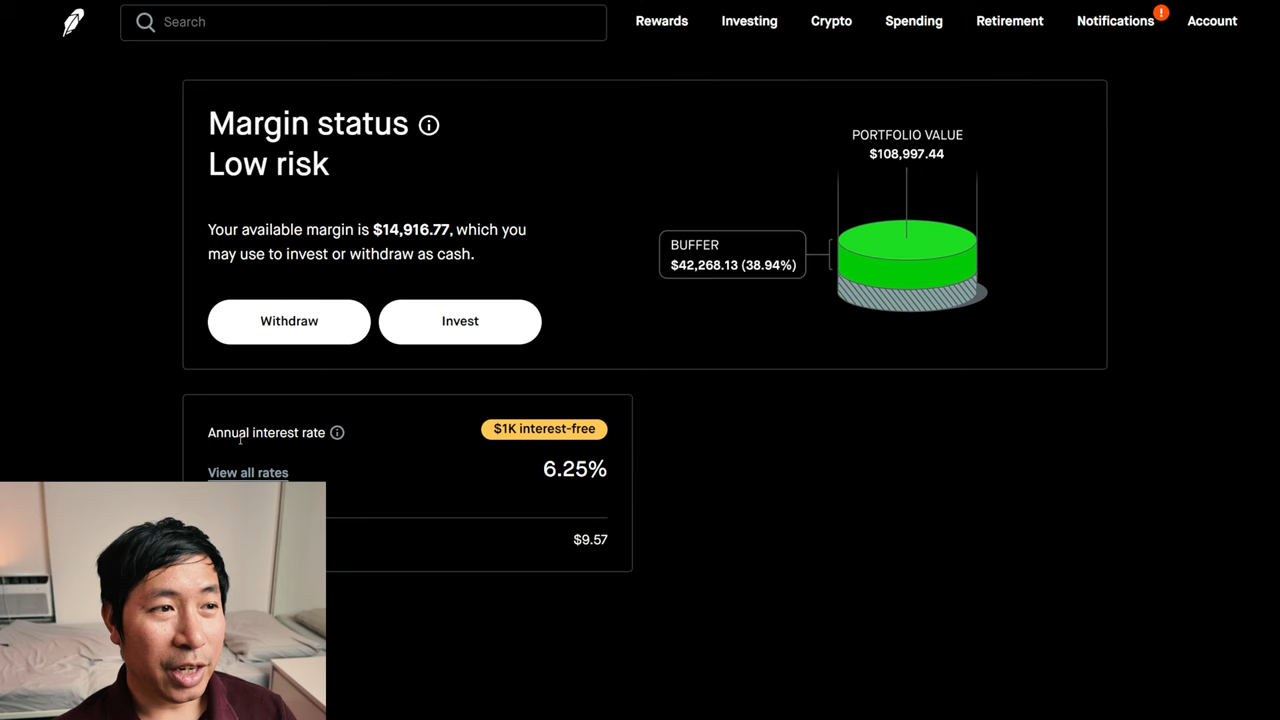 Search
Rewards
Investing
Crypto
Spending
Retirement
Notifications
!
Account
Margin status
Low risk
Your available margin is $14,916.77, which you
may use to invest or withdraw as cash.
Withdraw
Invest
PORTFOLIO VALUE
$108,997.44
BUFFER
$42,268.13 (38.94%)
Annual interest rate
$1K interest-free
View all rates
6.25%
$9.57